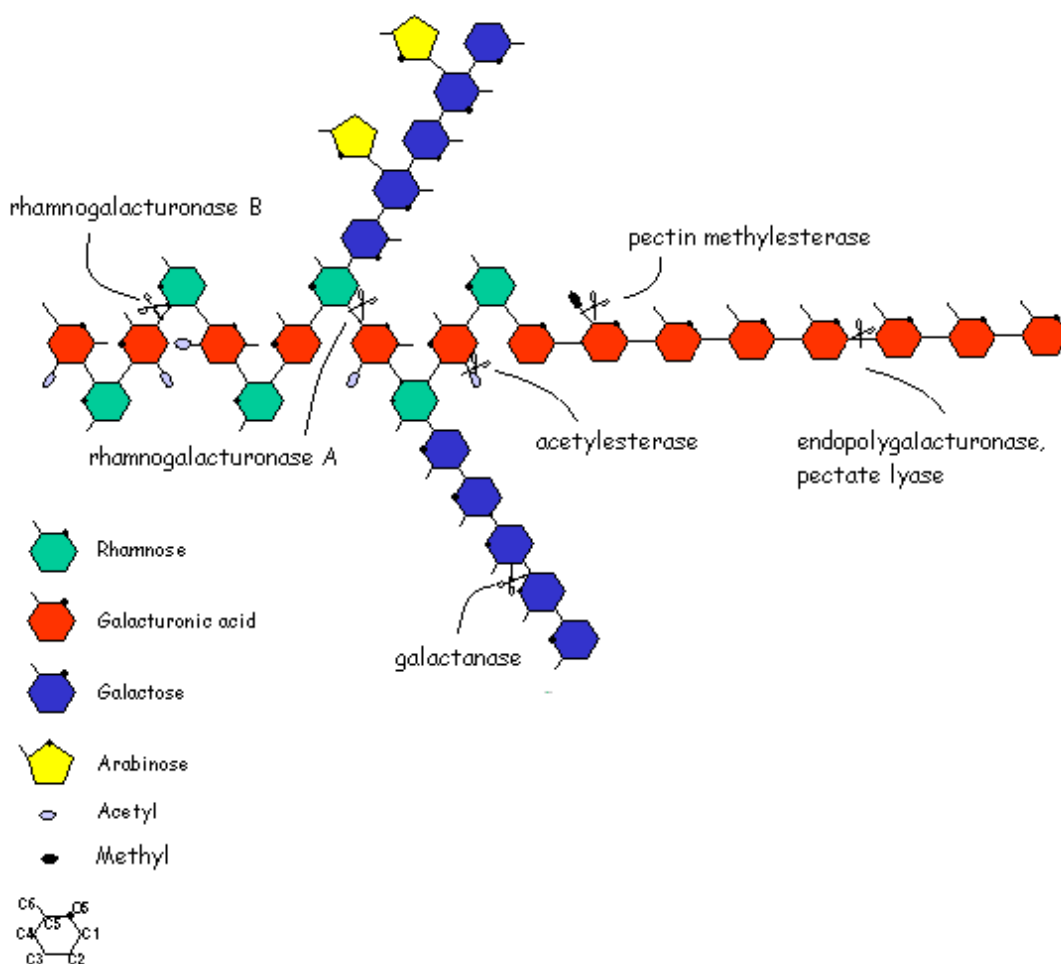 rhamnogalacturonase B
pectin methylesterase
rhamnogalacturonase A
acetylesterase
endopolygalacturonase,
pectate lyase
galactanase
Rhamnose
Galacturonic acid
Galactose
Arabinose
Acetyl
Methyl
C6 O5
C5
C4 C1
C3 C2